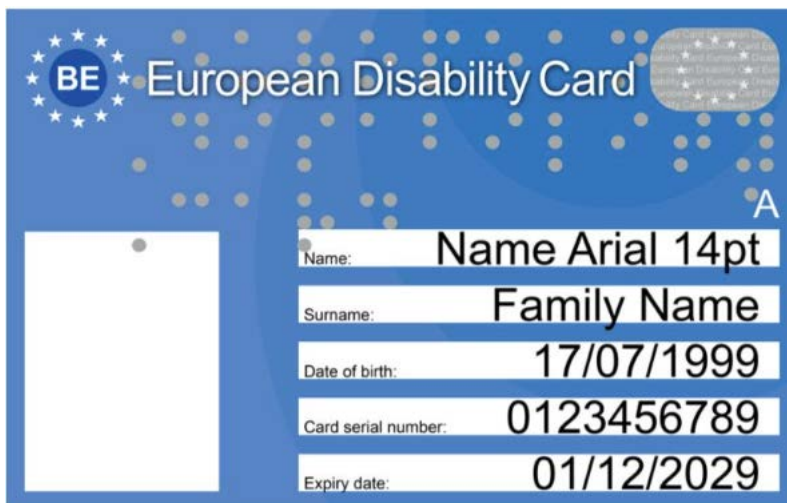 BE European Disability Card
A
Name: Name Arial 14pt
Surname: Family Name
Date of birth: 17/07/1999
Card serial number: 0123456789
Expiry date: 01/12/2029